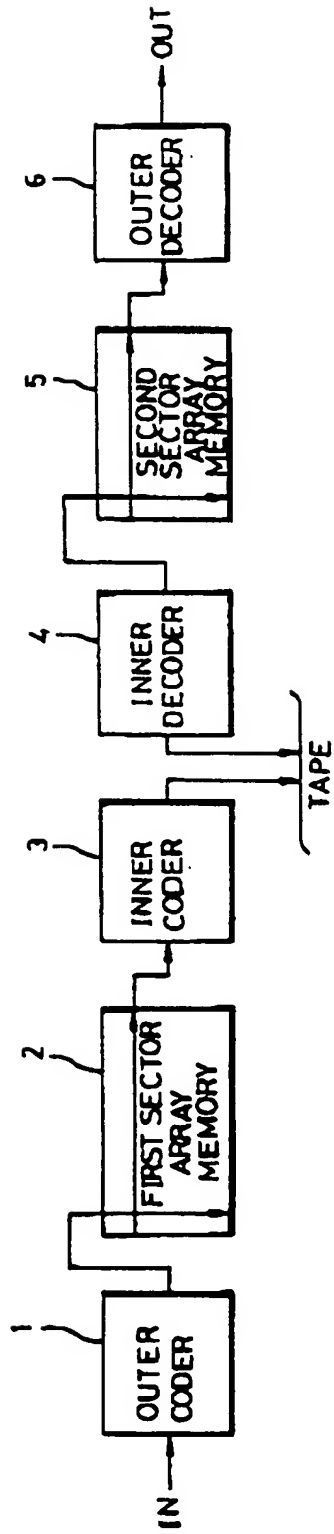 IN
1
OUTER
CODER
2
FIRST SECTOR
ARRAY
MEMORY
3
INNER
CODER
TAPE
4
INNER
DECODER
5
SECOND
SECTOR
ARRAY
MEMORY
6
OUTER
DECODER
OUT